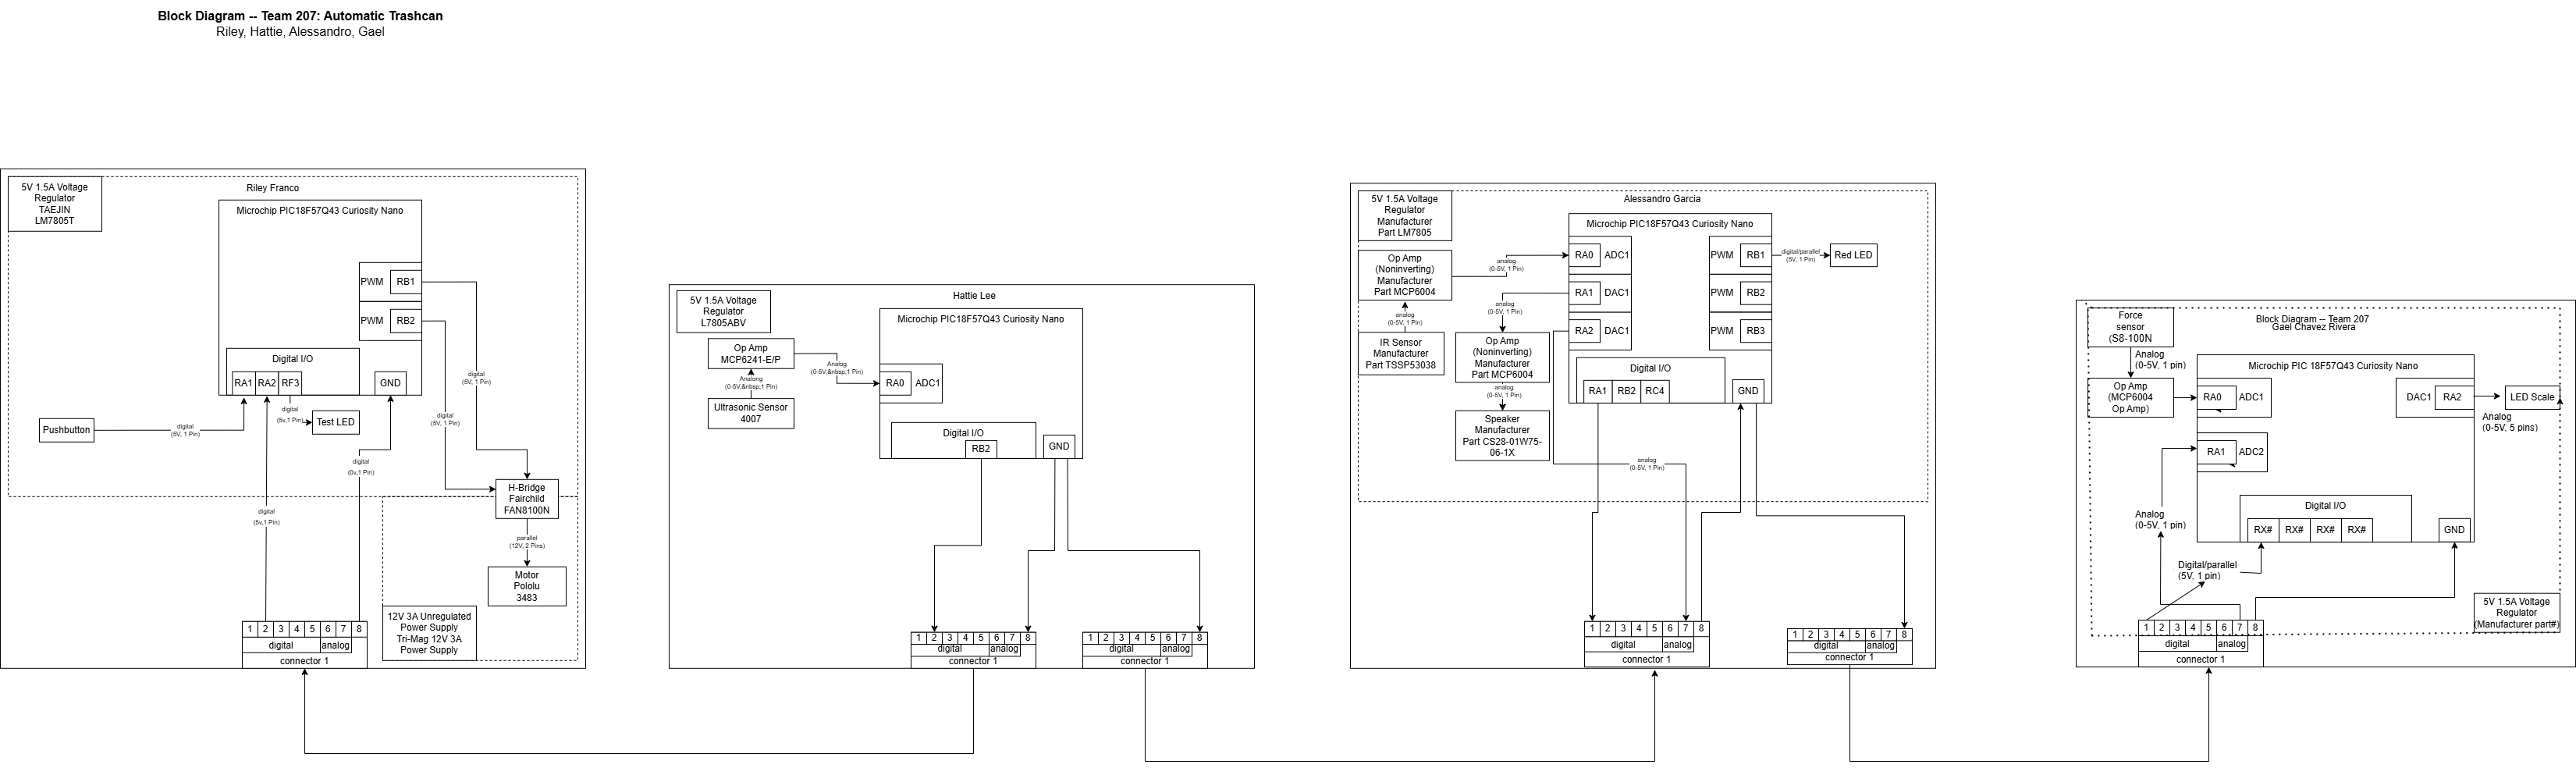 Block Diagram -- Team 207: Automatic Trashcan
Riley, Hattie, Alessandro, Gael
5V 1.5A Voltage
Regulator
TAEJIN
LM7805T
Riley Franco
Microchip PIC18F57Q43 Curiosity Nano
PWM
RB1
PWM
RB2
Digital I/O
RA1
RA2
RF3
GND
Pushbutton
digital
(5V, 1 Pin)
digital
(5v,1 Pin)
Test LED
digital
(5V, 1 Pin)
digital
(5V, 1 Pin)
digital
(0v,1 Pin)
digital
(5v,1 Pin)
H-Bridge
Fairchild
FAN8100N
parallel
(12V, 2 Pins)
Motor
Pololu
3483
12V 3A Unregulated
Power Supply
Tri-Mag 12V 3A
Power Supply
1 2 3 4 5 6 7 8
digital
analog
connector 1
Hattie Lee
5V 1.5A Voltage
Regulator
L7805ABV
Microchip PIC18F57Q43 Curiosity Nano
Op Amp
MCP6241-E/P
Analog
(0-5V,&nbsp;1 Pin)
Analong
(0-5V,&nbsp;1 Pin)
Ultrasonic Sensor
4007
RA0
ADC1
Digital I/O
RB2
GND
1 2 3 4 5 6 7 8
digital
analog
connector 1
1 2 3 4 5 6 7 8
digital
analog
connector 1
5V 1.5A Voltage
Regulator
Manufacturer
Part LM7805
Alessandro Garcia
Microchip PIC18F57Q43 Curiosity Nano
Op Amp
(Noninverting)
Manufacturer
Part MCP6004
analog
(0-5V, 1 Pin)
RA0
ADC1
PWM
RB1
digital/parallel
(5V, 1 Pin)
Red LED
RA1
DAC1
PWM
RB2
analog
(0-5V, 1 Pin)
analog
(0-5V, 1 Pin)
RA2
DAC1
PWM
RB3
IR Sensor
Manufacturer
Part TSSP53038
Op Amp
(Noninverting)
Manufacturer
Part MCP6004
analog
(0-5V, 1 Pin)
Speaker
Manufacturer
Part CS28-01W75-
06-1X
Digital I/O
RA1
RB2
RC4
GND
analog
(0-5V, 1 Pin)
1 2 3 4 5 6 7 8
digital
analog
connector 1
1 2 3 4 5 6 7 8
digital
analog
connector 1
Force
sensor
(S8-100N
Block Diagram -- Team 207
Gael Chavez Rivera
Analog
(0-5V, 1 pin)
Microchip PIC 18F57Q43 Curiosity Nano
Op Amp
(MCP6004
Op Amp)
RA0
ADC1
DAC1
RA2
LED Scale
Analog
(0-5V, 5 pins)
RA1
ADC2
Analog
(0-5V, 1 pin)
Digital I/O
RX#
RX#
RX#
RX#
GND
Digital/parallel
(5V, 1 pin)
5V 1.5A Voltage
Regulator
(Manufacturer part#)
1 2 3 4 5 6 7 8
digital
analog
connector 1